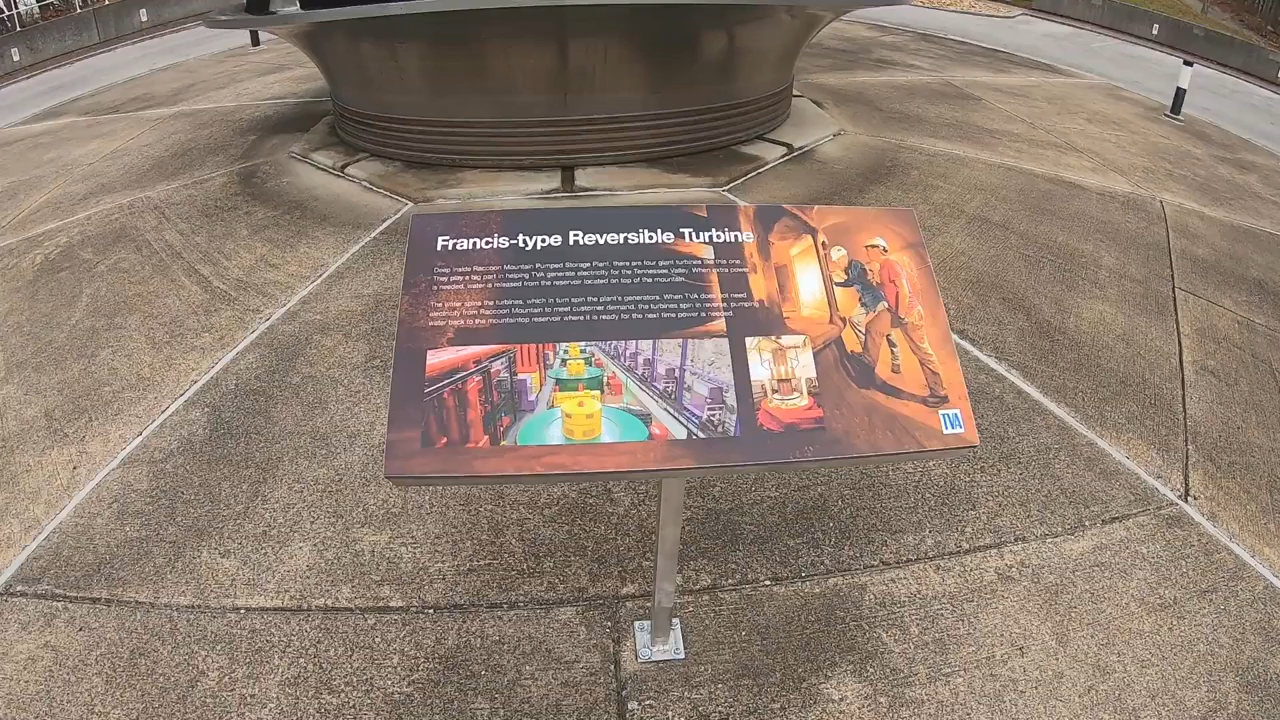 Francis-type Reversible Turbine
Deep inside Raccoon Mountain Pumped Storage Plant, there are four giant turbines like this one.
They play a big part in helping TVA generate electricity for the Tennessee Valley. When extra power
is needed, water is released from the reservoir located on top of the mountain.
The water spins the turbines, which in turn spin the plant's generators. When TVA does not need
electricity from Raccoon Mountain to meet customer demand, the turbines spin in reverse, pumping
water back to the mountaintop reservoir where it is ready for the next time power is needed.
TVA